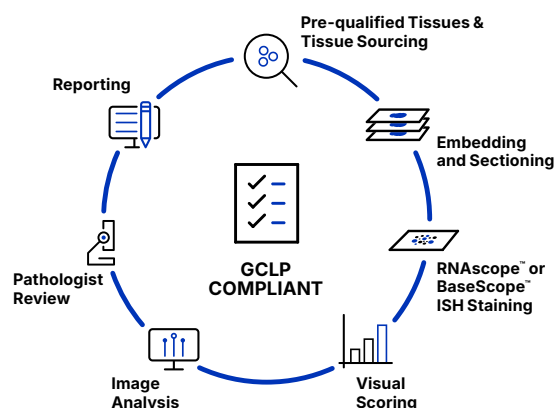 Pre-qualified Tissues &
Tissue Sourcing
Reporting
Embedding
and Sectioning
GCLP
COMPLIANT
RNAscope™ or
BaseScope™
ISH Staining
Pathologist
Review
Image
Analysis
Visual
Scoring